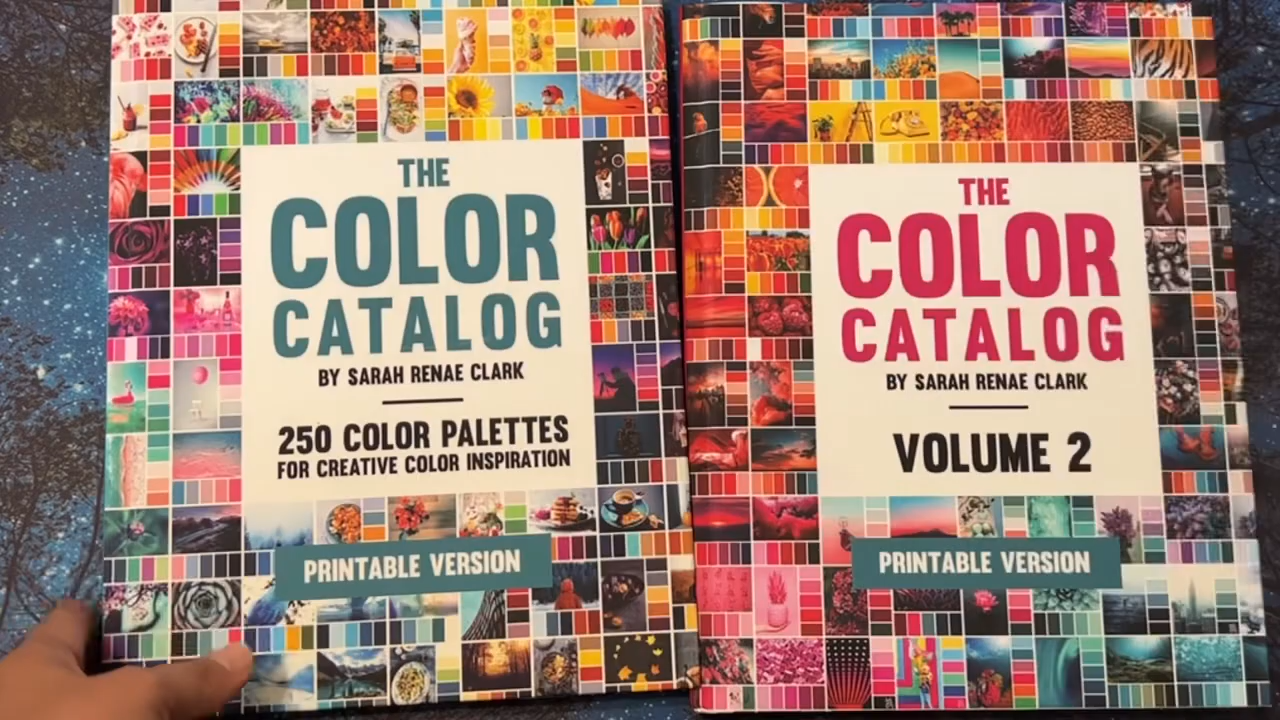 THE
COLOR
CATALOG
BY SARAH RENAE CLARK
250 COLOR PALETTES
FOR CREATIVE COLOR INSPIRATION
PRINTABLE VERSION
THE
COLOR
CATALOG
BY SARAH RENAE CLARK
VOLUME 2
PRINTABLE VERSION